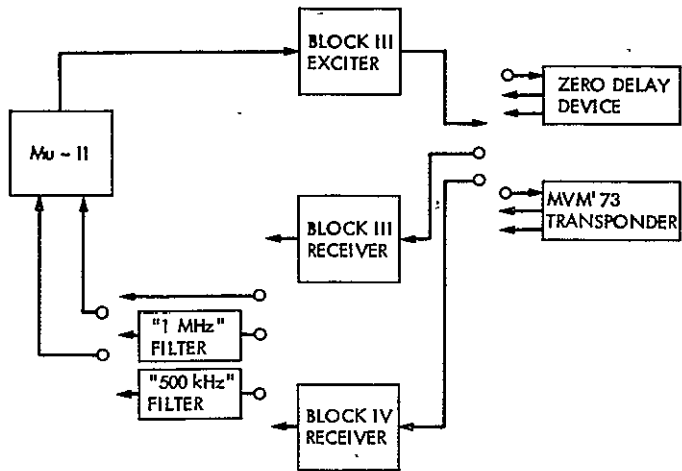 BLOCK III
EXCITER
ZERO DELAY
DEVICE
Mu - II
MVM'73
TRANSPONDER
BLOCK III
RECEIVER
"1 MHz"
FILTER
"500 kHz"
FILTER
BLOCK IV
RECEIVER